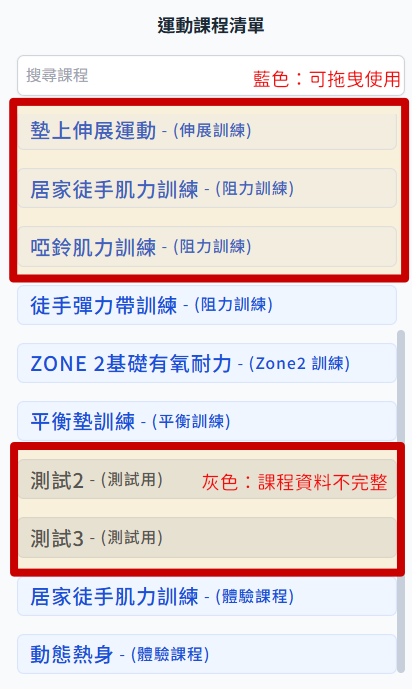 運動課程清單
搜尋課程
藍色：可拖曳使用
墊上伸展運動 - (伸展訓練)
居家徒手肌力訓練 - (阻力訓練)
啞鈴肌力訓練 - (阻力訓練)
徒手彈力帶訓練 - (阻力訓練)
ZONE 2基礎有氧耐力 - (Zone2 訓練)
平衡墊訓練 - (平衡訓練)
測試2 - (測試用)
灰色：課程資料不完整
測試3 - (測試用)
居家徒手肌力訓練 - (體驗課程)
動態熱身 - (體驗課程)